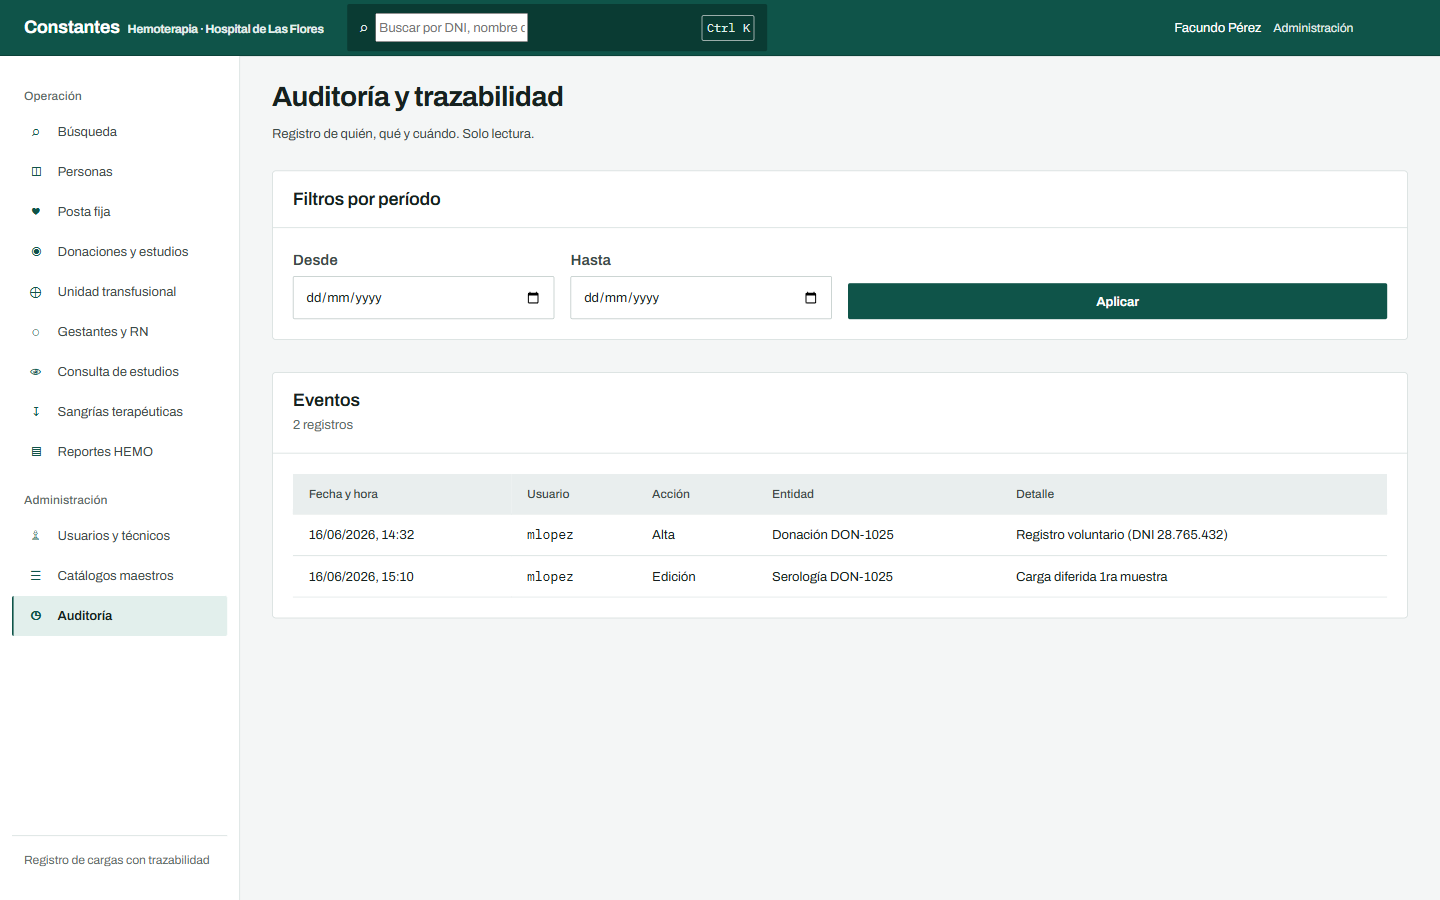 Constantes Hemoterapia · Hospital de Las Flores
Buscar por DNI, nombre
Ctrl K
Facundo Pérez Administración
Operación
Búsqueda
Personas
Posta fija
Donaciones y estudios
Unidad transfusional
Gestantes y RN
Consulta de estudios
Sangrías terapéuticas
Reportes HEMO
Administración
Usuarios y técnicos
Catálogos maestros
Auditoría
Registro de cargas con trazabilidad
Auditoría y trazabilidad
Registro de quién, qué y cuándo. Solo lectura.
Filtros por período
Desde
Hasta
dd/mm/yyyy
dd/mm/yyyy
Aplicar
Eventos
2 registros
Fecha y hora Usuario Acción Entidad Detalle
16/06/2026, 14:32 mlopez Alta Donación DON-1025 Registro voluntario (DNI 28.765.432)
16/06/2026, 15:10 mlopez Edición Serología DON-1025 Carga diferida 1ra muestra